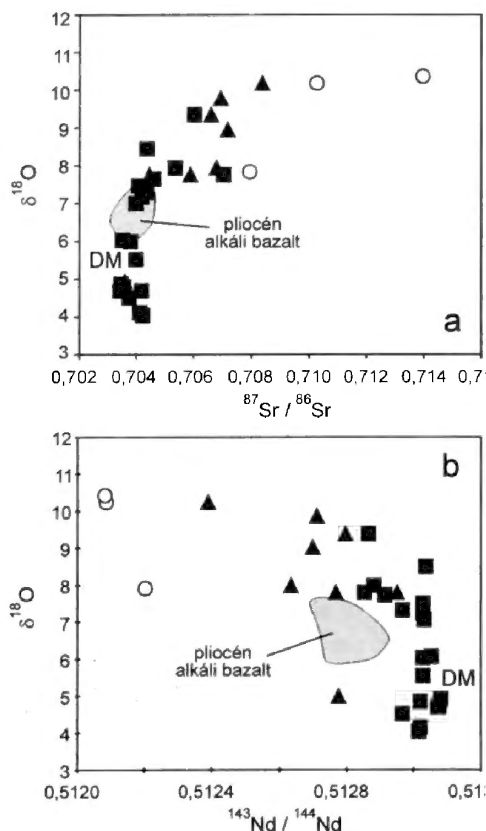 a
12
11
10
9
8
7
6
5
4
3
δ18O
pliocén
alkáli bazalt
DM
0,702 0,704 0,706 0,708 0,710 0,712 0,714
87Sr / 86Sr
b
12
11
10
9
8
7
6
5
4
3
δ18O
pliocén
alkáli bazalt
DM
0,5120 0,5124 0,5128
143Nd / 144Nd